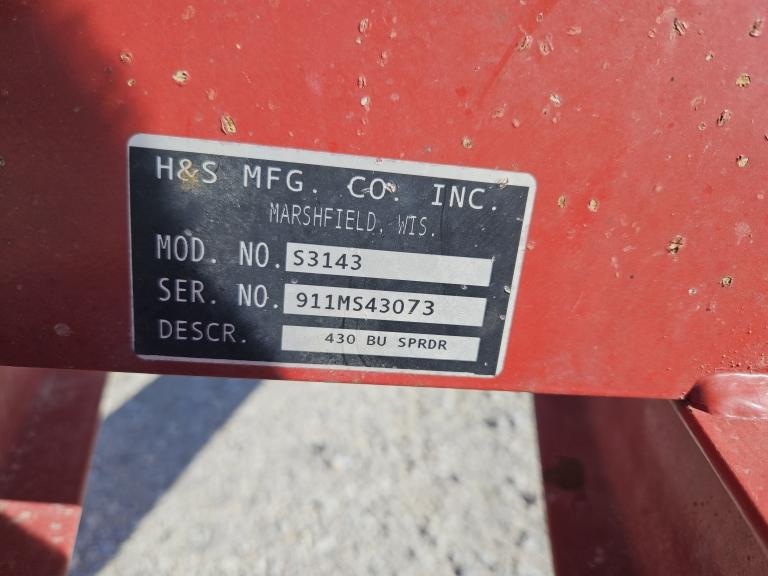 H&S MFG. CO. INC.
MARSHFIELD, WIS.
MOD. NO. S3143
SER. NO. 911MS43073
DESCR. 430 BU SPRDR